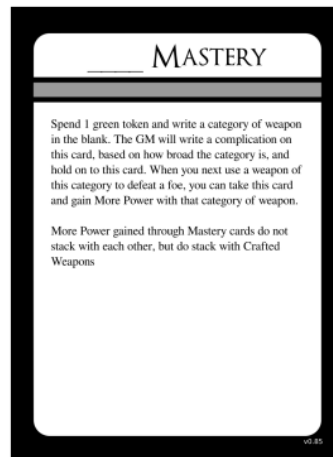 ____ MASTERY
Spend 1 green token and write a category of weapon
in the blank. The GM will write a complication on
this card, based on how broad the category is, and
hold on to this card. When you next use a weapon of
this category to defeat a foe, you can take this card
and gain More Power with that category of weapon.
More Power gained through Mastery cards do not
stack with each other, but do stack with Crafted
Weapons
v0.85